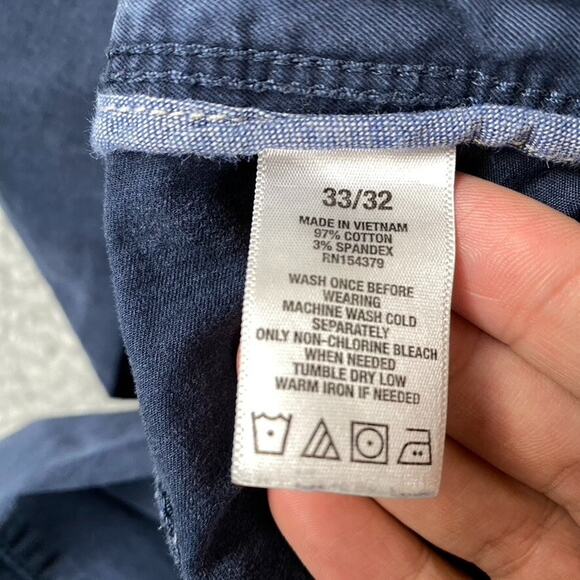 33/32
MADE IN VIETNAM
97% COTTON
3% SPANDEX
RN154379
WASH ONCE BEFORE
WEARING
MACHINE WASH COLD
SEPARATELY
ONLY NON-CHLORINE BLEACH
WHEN NEEDED
TUMBLE DRY LOW
WARM IRON IF NEEDED